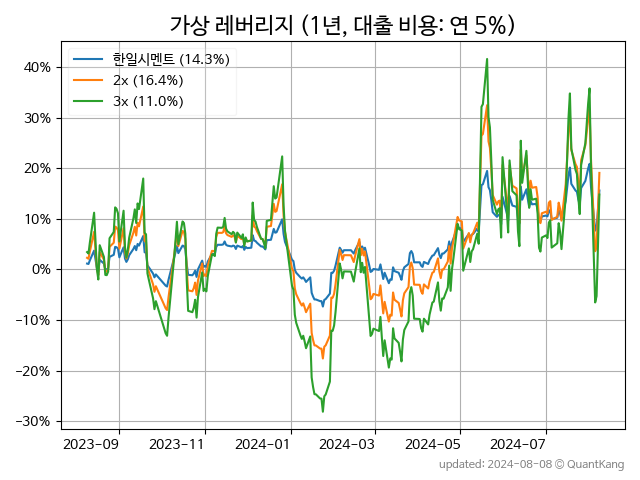 가상 레버리지 (1년, 대출 비용: 연 5%)
한일시멘트 (14.3%)
2x (16.4%)
3x (11.0%)
40%
30%
20%
10%
0%
−10%
−20%
−30%
2023-09
2023-11
2024-01
2024-03
2024-05
2024-07
updated: 2024-08-08 © QuantKang